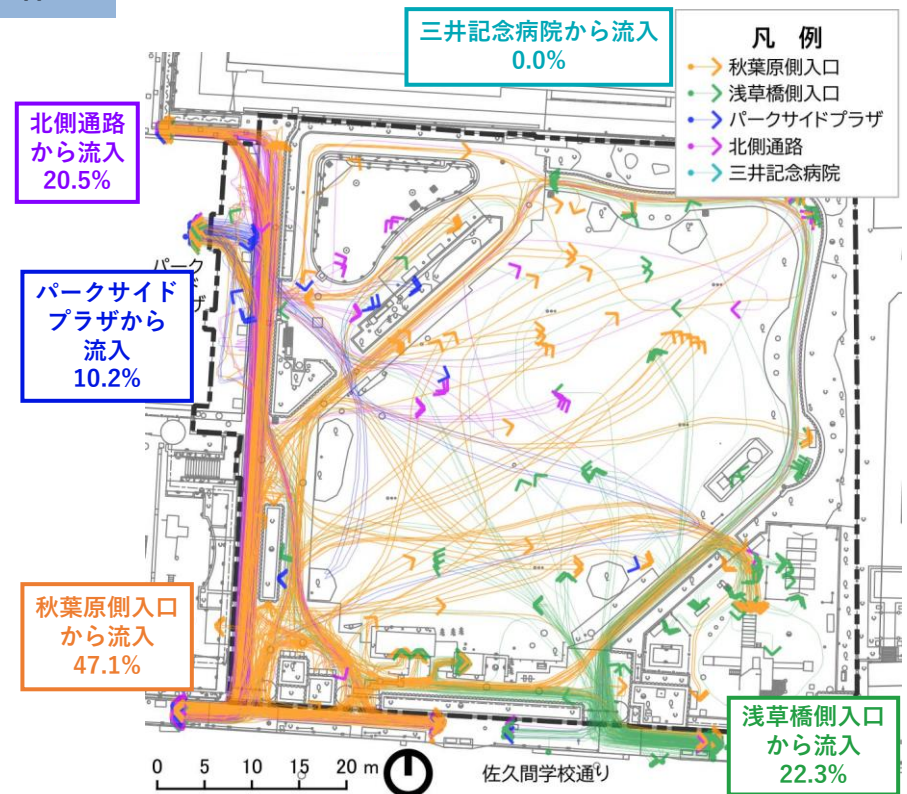 三井記念病院から流入
0.0%
凡 例
秋葉原側入口
浅草橋側入口
パークサイドプラザ
北側通路
三井記念病院
北側通路
から流入
20.5%
パーク
ザ
パークサイド
プラザから
流入
10.2%
秋葉原側入口
から流入
47.1%
浅草橋側入口
から流入
22.3%
0 5 10 15 20 m
佐久間学校通り